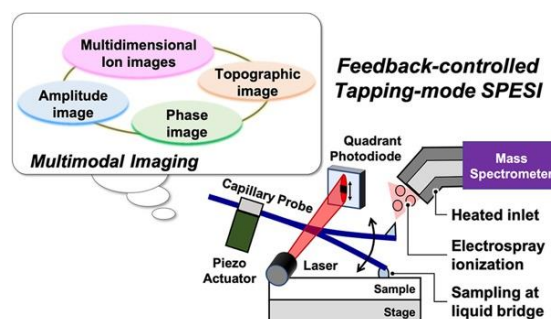 Multidimensional
Ion images
Topographic
image
Amplitude
image
Phase
image
Multimodal Imaging
Feedback-controlled
Tapping-mode SPESI
Quadrant
Photodiode
Mass
Spectrometer
Capillary Probe
Heated inlet
Electrospray
ionization
Piezo
Actuator
Laser
Sample
Stage
Sampling at
liquid bridge